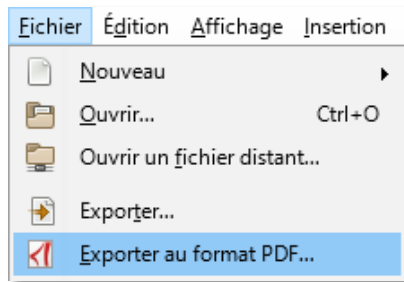 Fichier Édition Affichage Insertion
Nouveau
Ouvrir... Ctrl+O
Ouvrir un fichier distant...
Exporter...
Exporter au format PDF...